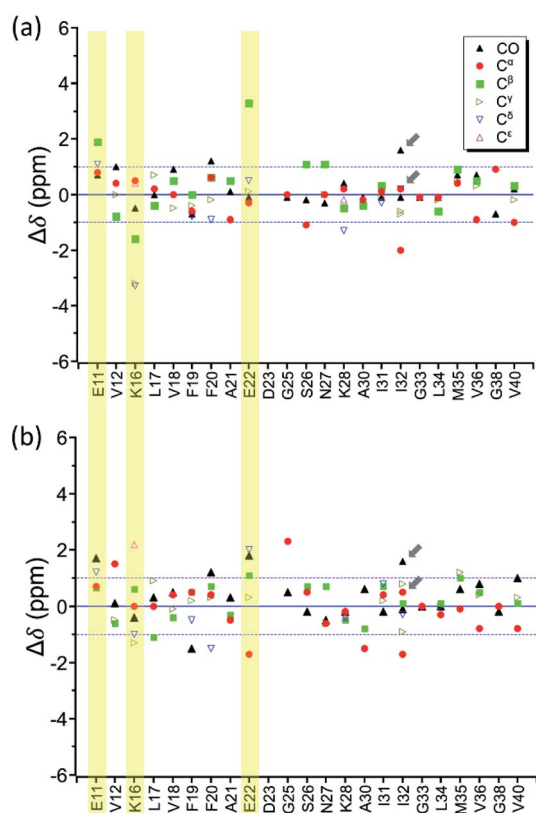 (a)
6
4
2
0
-2
-4
-6
Δδ (ppm)
CO
Cα
Cβ
Cγ
Cδ
Cε
E11 V12 K16 L17 V18 F19 F20 A21 E22 D23 G25 S26 N27 K28 A30 I31 I32 G33 L34 M35 V36 G38 V40
(b)
6
4
2
0
-2
-4
-6
Δδ (ppm)
E11 V12 K16 L17 V18 F19 F20 A21 E22 D23 G25 S26 N27 K28 A30 I31 I32 G33 L34 M35 V36 G38 V40